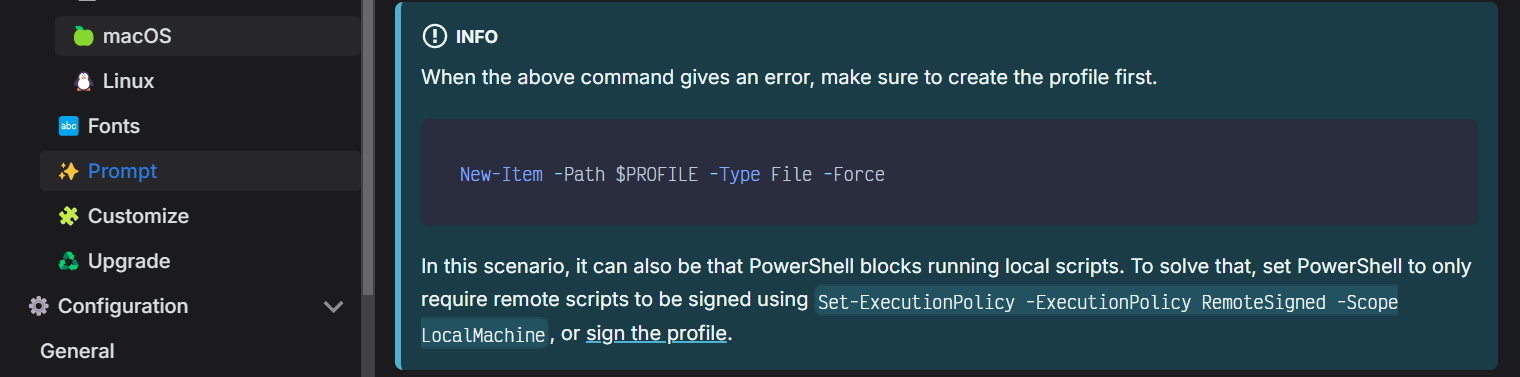 macOS
Linux
abc
Fonts
Prompt
Customize
Upgrade
Configuration
General
INFO
When the above command gives an error, make sure to create the profile first.
New-Item -Path $PROFILE -Type File -Force
In this scenario, it can also be that PowerShell blocks running local scripts. To solve that, set PowerShell to only
require remote scripts to be signed using Set-ExecutionPolicy -ExecutionPolicy RemoteSigned -Scope
LocalMachine, or sign the profile.